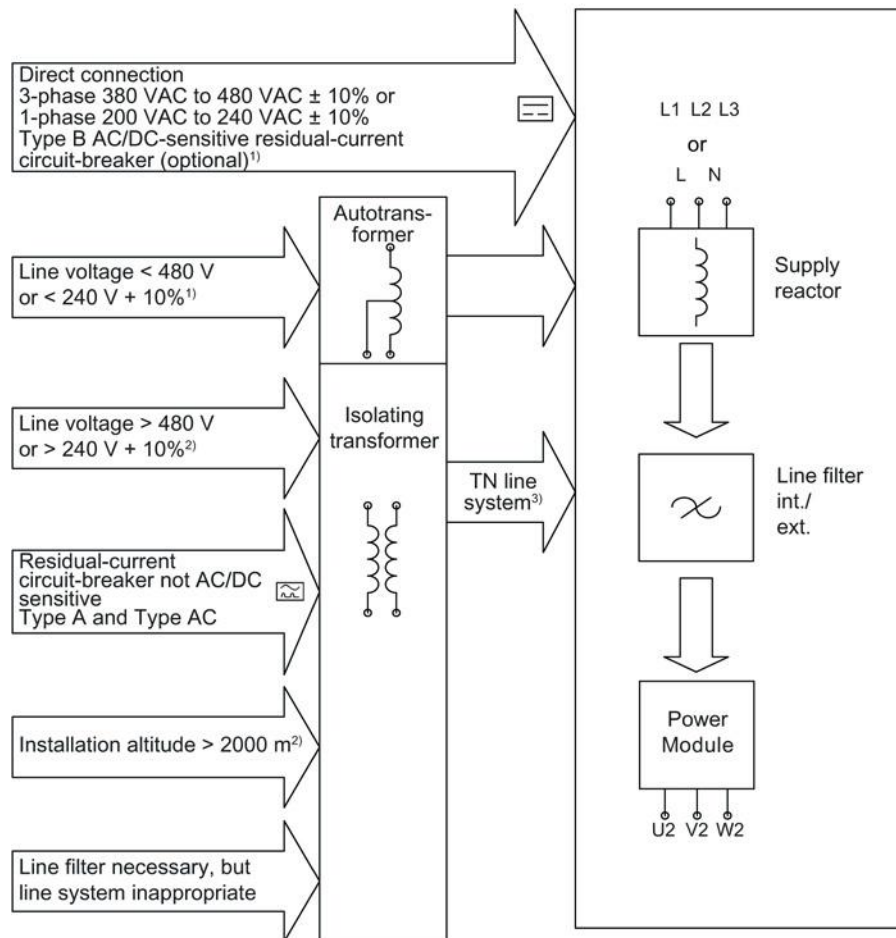 Direct connection
3-phase 380 VAC to 480 VAC ± 10% or
1-phase 200 VAC to 240 VAC ± 10%
Type B AC/DC-sensitive residual-current
circuit-breaker (optional)¹⁾
Line voltage < 480 V
or < 240 V + 10%¹⁾
Line voltage > 480 V
or > 240 V + 10%²⁾
Residual-current
circuit-breaker not AC/DC
sensitive
Type A and Type AC
Installation altitude > 2000 m²⁾
Line filter necessary, but
line system inappropriate
Autotrans-
former
Isolating
transformer
TN line
system³⁾
L1 L2 L3
or
L N
Supply
reactor
Line filter
int./
ext.
Power
Module
U2 V2 W2